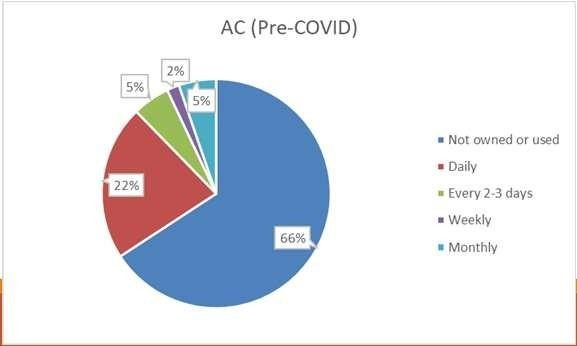 AC (Pre-COVID)
2%
5%
5%
22%
66%
Not owned or used
Daily
Every 2-3 days
Weekly
Monthly